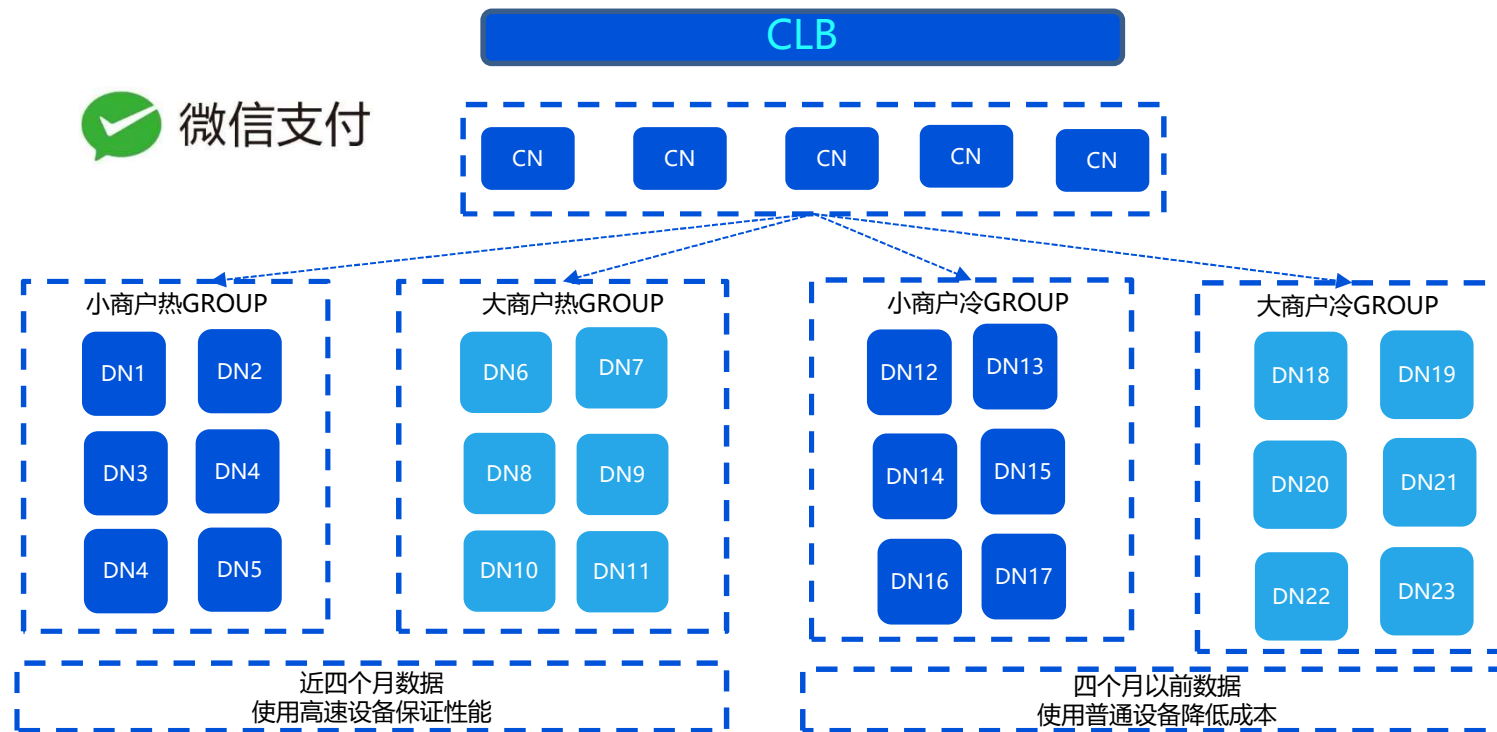 CLB
微信支付
CN
CN
CN
CN
CN
小商户热GROUP
DN1
DN2
DN3
DN4
DN4
DN5
大商户热GROUP
DN6
DN7
DN8
DN9
DN10
DN11
小商户冷GROUP
DN12
DN13
DN14
DN15
DN16
DN17
大商户冷GROUP
DN18
DN19
DN20
DN21
DN22
DN23
近四个月数据
使用高速设备保证性能
四个月以前数据
使用普通设备降低成本